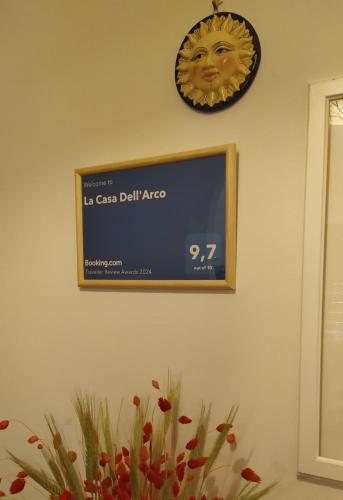 Welcome to
La Casa Dell'Arco
9,7
out of 10
Booking.com
Traveller Review Awards 2024